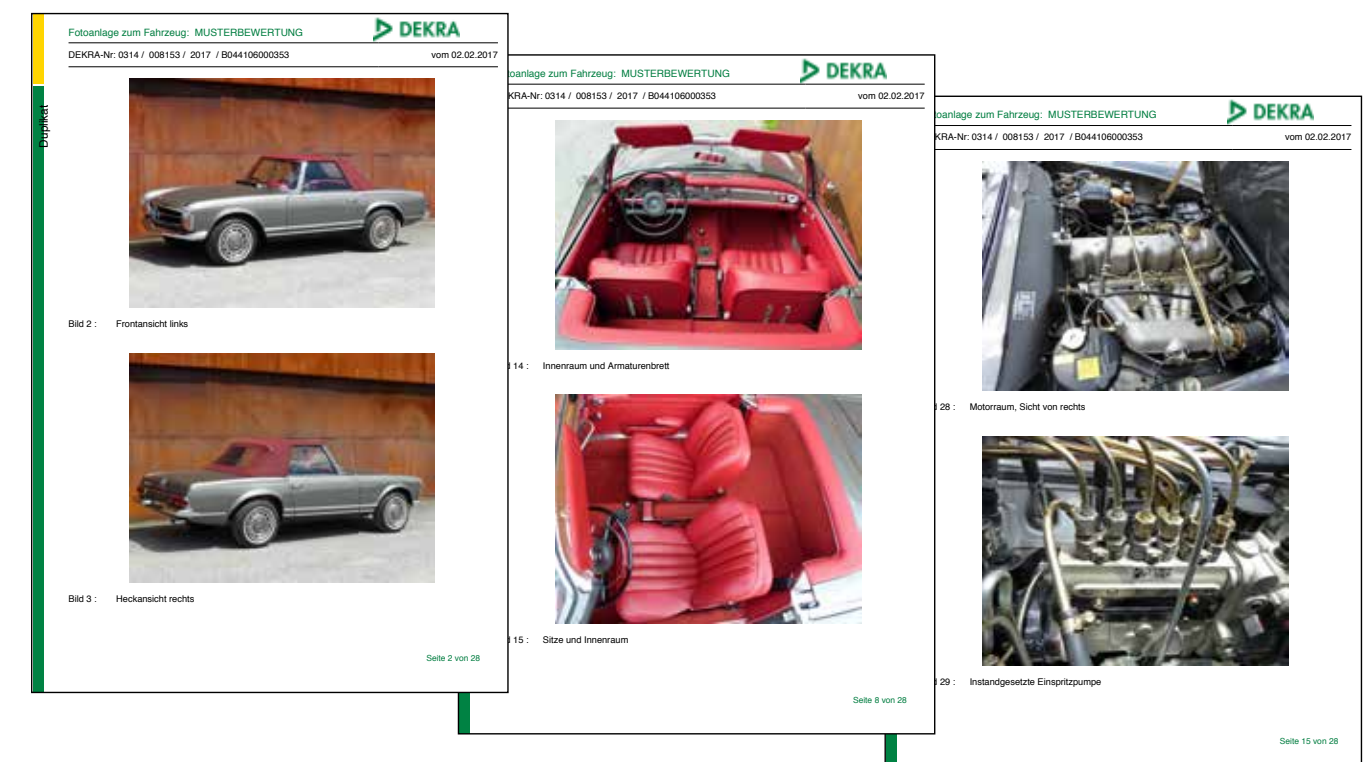 Fotoanlage zum Fahrzeug: MUSTERBEWERTUNG
DEKRA
DEKRA-Nr: 0314 / 008153 / 2017 / B044106000353 vom 02.02.2017
Duplikat
Bild 2 : Frontansicht links
Bild 3 : Heckansicht rechts
Seite 2 von 28
oanlage zum Fahrzeug: MUSTERBEWERTUNG
DEKRA
KRA-Nr: 0314 / 008153 / 2017 / B044106000353 vom 02.02.2017
14 : Innenraum und Armaturenbrett
15 : Sitze und Innenraum
Seite 8 von 28
oanlage zum Fahrzeug: MUSTERBEWERTUNG
DEKRA
KRA-Nr: 0314 / 008153 / 2017 / B044106000353 vom 02.02.2017
28 : Motorraum, Sicht von rechts
29 : Instandgesetzte Einspritzpumpe
Seite 15 von 28